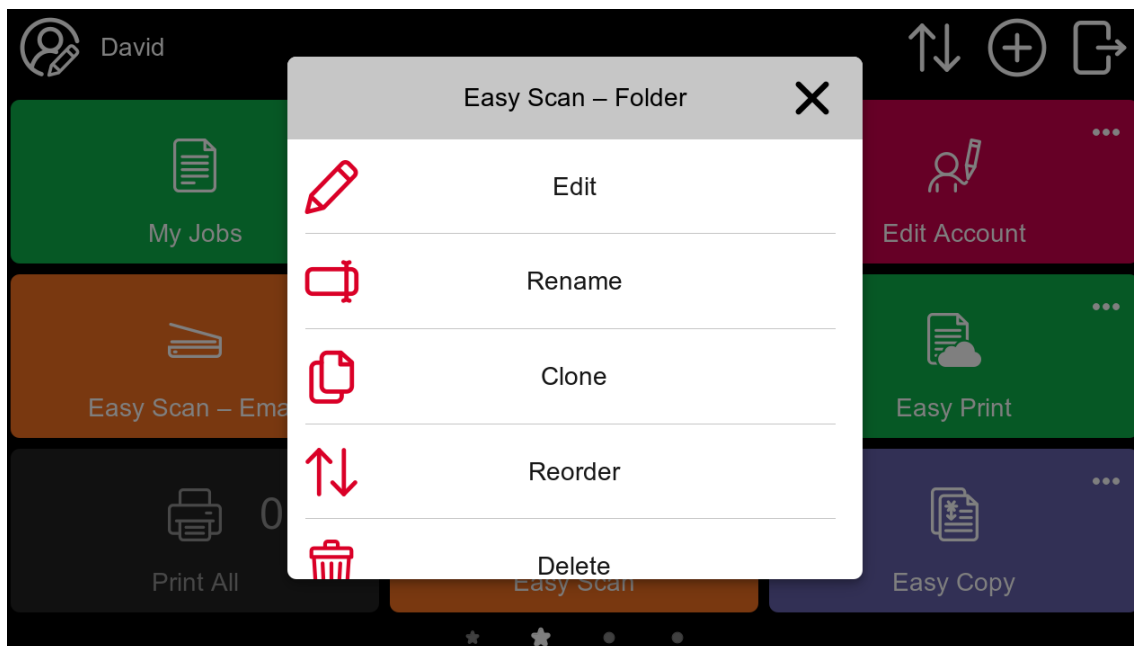 David
Easy Scan – Folder
Edit
My Jobs
Edit Account
Rename
Clone
Easy Scan – Ema
Easy Print
Reorder
0
Delete
Print All
Easy Scan
Easy Copy